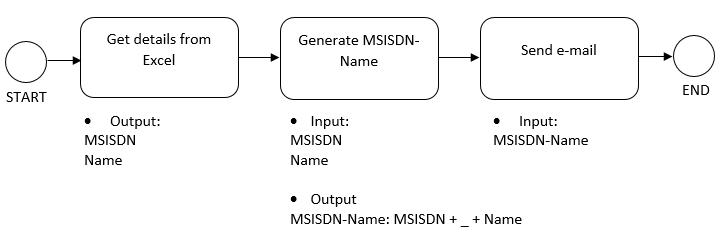 Get details from
Excel
Generate MSISDN-
Name
Send e-mail
START
END
• Output:
MSISDN
Name
• Input:
MSISDN
Name
• Output
MSISDN-Name: MSISDN + _ + Name
• Input:
MSISDN-Name